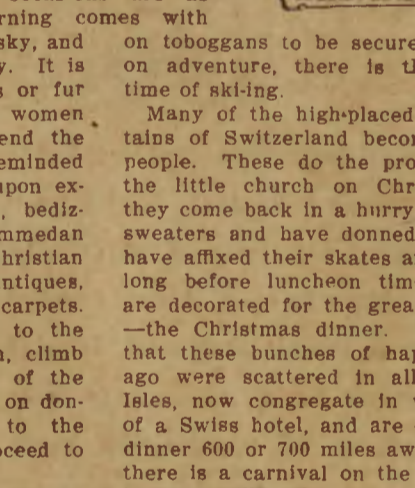 rning comes with
sky, and
y. It is
s or fur
women
end the
eminded
upon ex-
, bediz-
mmedan
hristian
ntiques,
carpets.
to the
n, climb
of the
on don-
to the
oceed to
on toboggans to be secure
on adventure, there is t
time of ski-ing.
Many of the high-placed
tains of Switzerland becor
people. These do the pro
the little church on Chr
they come back in a hurry
sweaters and have donned
have affixed their skates a
long before luncheon tim
are decorated for the grea
—the Christmas dinner.
that these bunches of hap
ago were scattered in all
Isles, now congregate in
of a Swiss hotel, and are
dinner 600 or 700 miles aw
there is a carnival on the